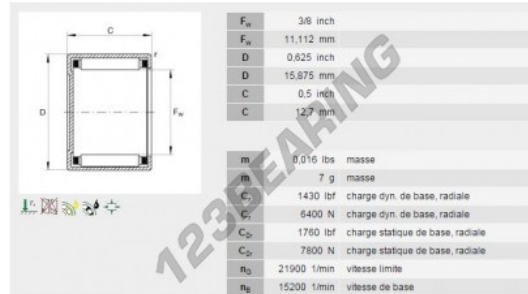 C
r
D
Fw
Fw 3/8 inch
Fw 11,112 mm
D 0,625 inch
D 15,875 mm
C 0,5 inch
C 12,7 mm
m 0,016 lbs masse
m 7 g masse
Cr 1430 lbf charge dyn. de base, radiale
Cr 6400 N charge dyn. de base, radiale
C0r 1760 lbf charge statique de base, radiale
C0r 7800 N charge statique de base, radiale
nG 21900 1/min vitesse limite
nB 15200 1/min vitesse de base
123BEARING